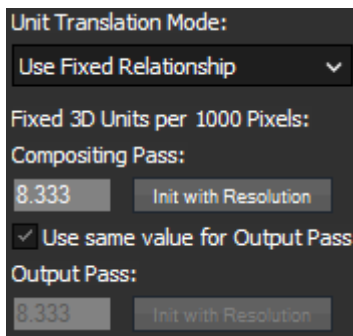 Unit Translation Mode:
Use Fixed Relationship
Fixed 3D Units per 1000 Pixels:
Compositing Pass:
8.333 Init with Resolution
Use same value for Output Pass
Output Pass:
8.333 Init with Resolution